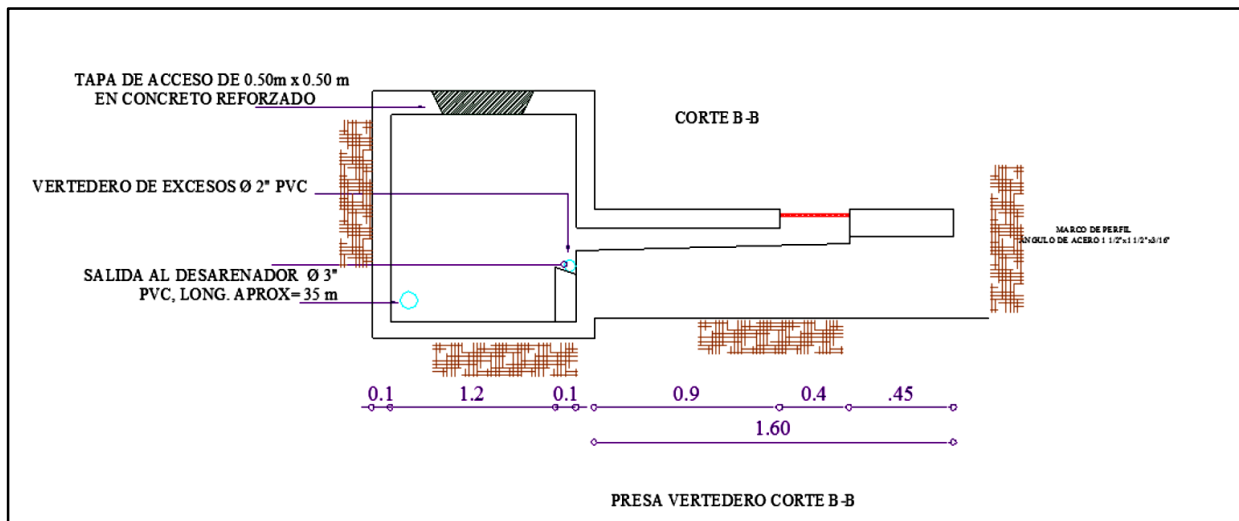 TAPA DE ACCESO DE 0.50m x 0.50 m
EN CONCRETO REFORZADO
CORTE B-B
VERTEDERO DE EXCESOS Ø 2" PVC
MARCO DE PERFIL
ANGULO DE ACERO 1 1/2"x1 1/2"x3/16"
SALIDA AL DESARENADOR Ø 3"
PVC, LONG. APROX= 35 m
0.1 1.2 0.1 0.9 0.4 .45
1.60
PRESA VERTEDERO CORTE B-B